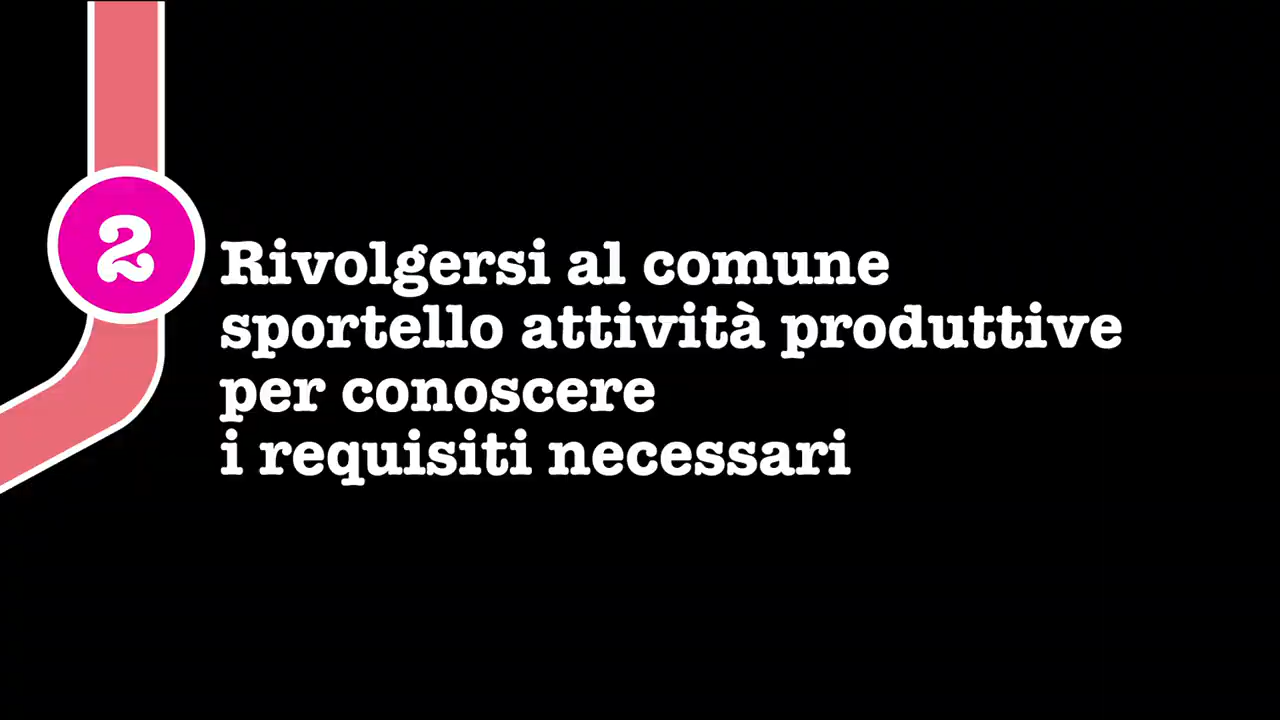 2
Rivolgersi al comune
sportello attività produttive
per conoscere
i requisiti necessari